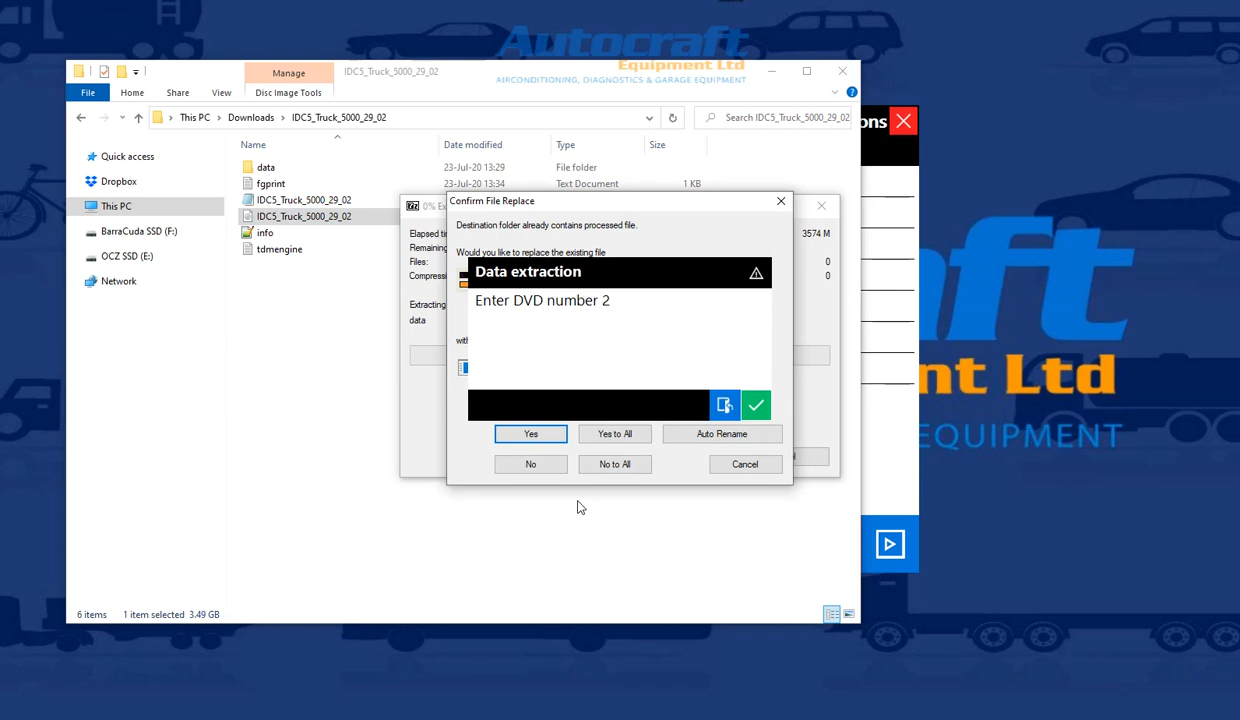 Autocraft
Equipment Ltd
AIRCONDITIONING, DIAGNOSTICS & GARAGE EQUIPMENT
Manage
IDC5_Truck_5000_29_02
File
Home
Share
View
Disc Image Tools
This PC
Downloads
IDC5_Truck_5000_29_02
Search IDC5_Truck_5000_29_02
ons
Name
Date modified
Type
Size
Quick access
Dropbox
This PC
BarraCuda SSD (F:)
OCZ SSD (E:)
Network
data
23-Jul-20 13:29
File folder
fgprint
23-Jul-20 13:34
Text Document
1 KB
IDC5_Truck_5000_29_02
IDC5_Truck_5000_29_02
info
tdmengine
0% Ex
Elapsed tim
3574 M
Remaining
Files:
0
Compress
0
Extracting
data
Confirm File Replace
Destination folder already contains processed file.
Would you like to replace the existing file
with
Data extraction
Enter DVD number 2
Yes
Yes to All
Auto Rename
No
No to All
Cancel
l
aft
nt Ltd
EQUIPMENT
6 items
1 item selected 3.49 GB